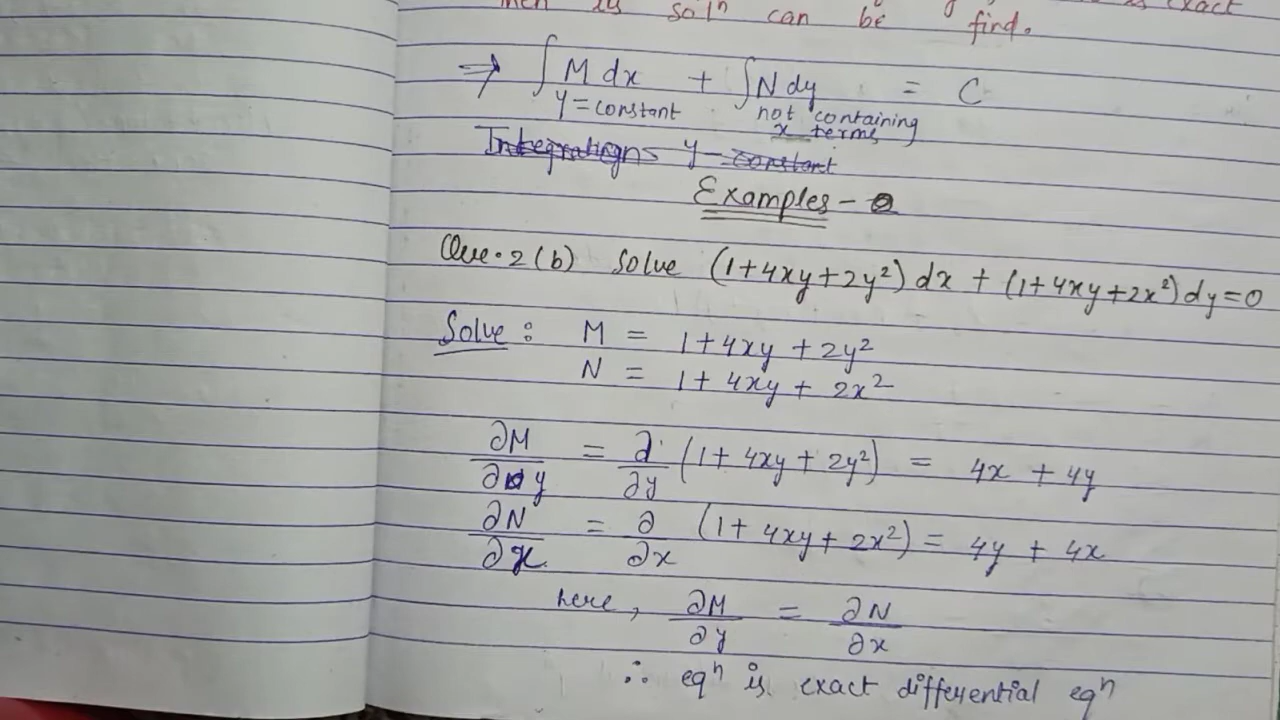 then its solⁿ can be find.
exact
⇒ ∫ M dx + ∫ N dy = C
y = constant not containing
x terms
Integrations y - constant
Examples -
Que. 2 (b) Solve (1+4xy+2y²) dx + (1+4xy+2x²) dy = 0
Solve : M = 1+4xy + 2y²
N = 1 + 4xy + 2x²
∂M/∂y = ∂/∂y (1 + 4xy + 2y²) = 4x + 4y
∂N/∂x = ∂/∂x (1 + 4xy + 2x²) = 4y + 4x
here, ∂M/∂y = ∂N/∂x
∴ eqⁿ is exact differential eqⁿ